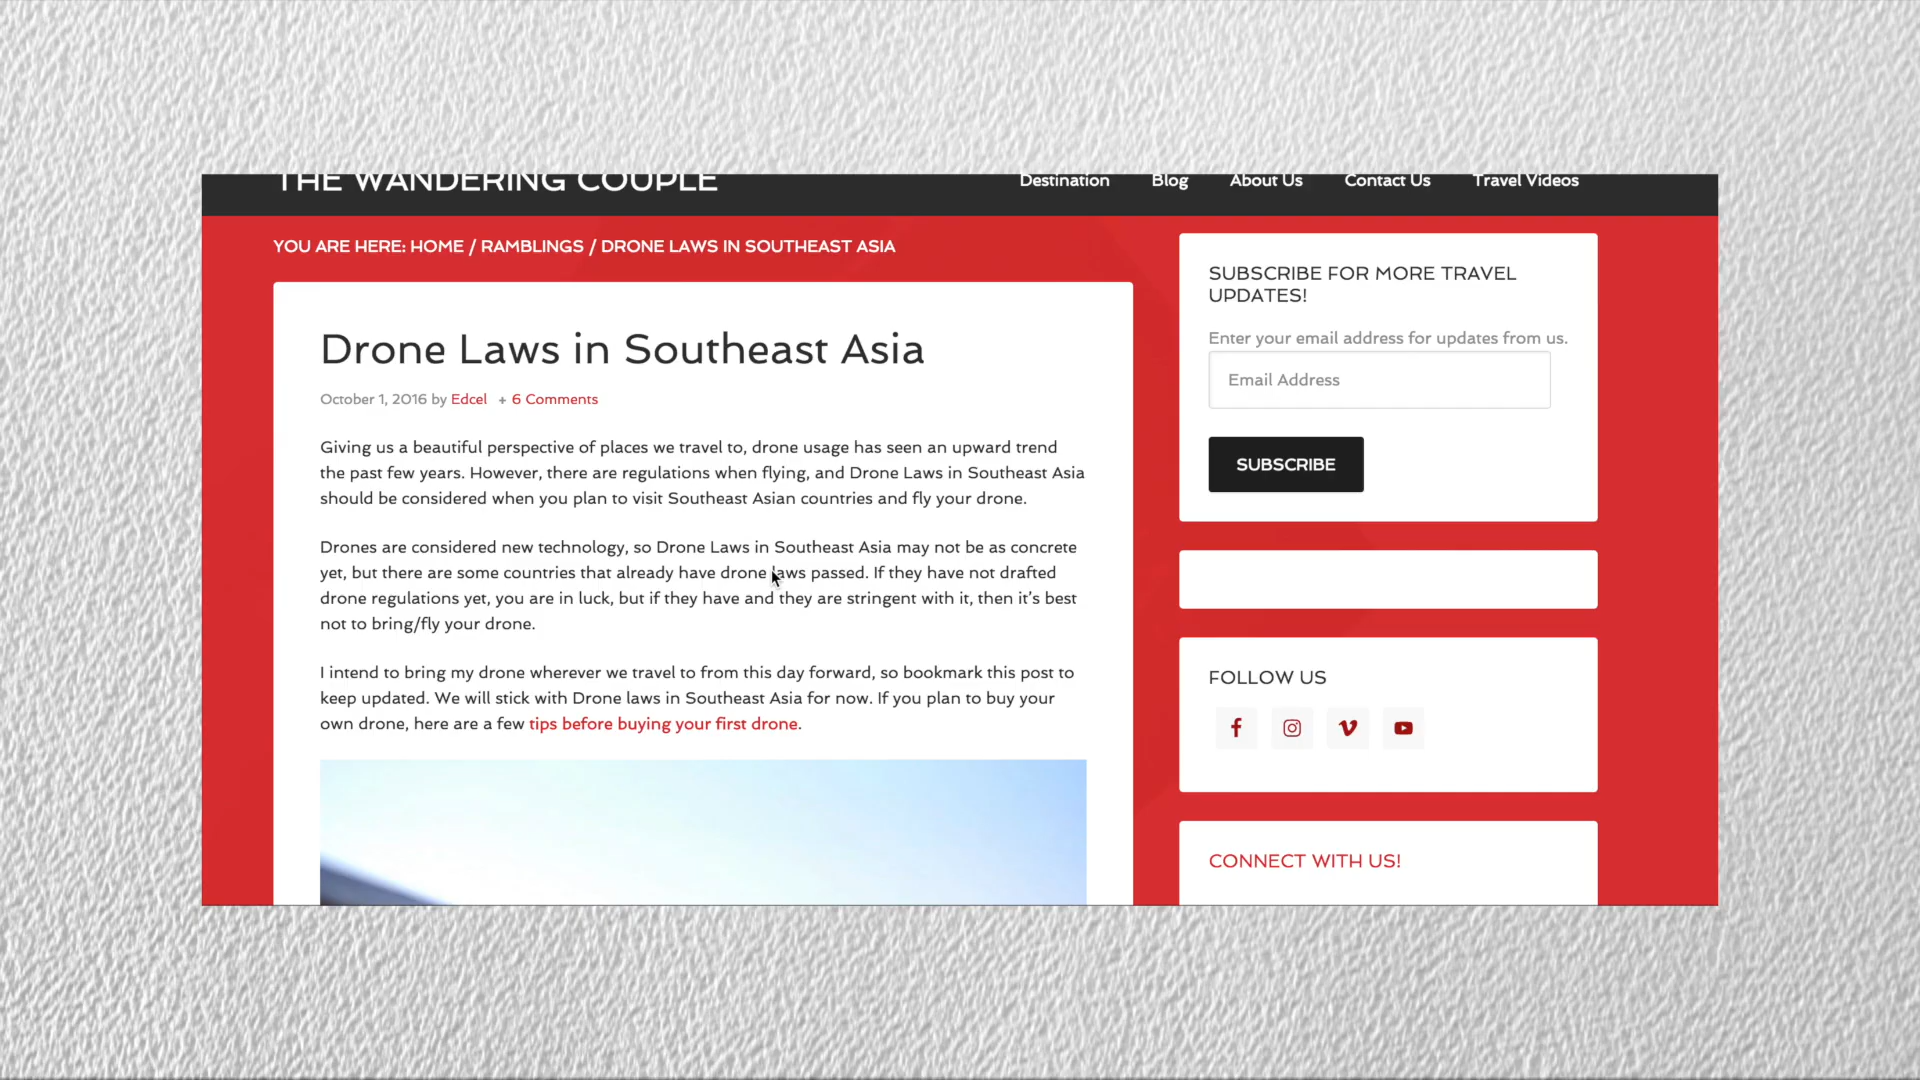 THE WANDERING COUPLE
Destination Blog About Us Contact Us Travel Videos
YOU ARE HERE: HOME / RAMBLINGS / DRONE LAWS IN SOUTHEAST ASIA
Drone Laws in Southeast Asia
October 1, 2016 by Edcel + 6 Comments
Giving us a beautiful perspective of places we travel to, drone usage has seen an upward trend
the past few years. However, there are regulations when flying, and Drone Laws in Southeast Asia
should be considered when you plan to visit Southeast Asian countries and fly your drone.
Drones are considered new technology, so Drone Laws in Southeast Asia may not be as concrete
yet, but there are some countries that already have drone laws passed. If they have not drafted
drone regulations yet, you are in luck, but if they have and they are stringent with it, then it’s best
not to bring/fly your drone.
I intend to bring my drone wherever we travel to from this day forward, so bookmark this post to
keep updated. We will stick with Drone laws in Southeast Asia for now. If you plan to buy your
own drone, here are a few tips before buying your first drone.
SUBSCRIBE FOR MORE TRAVEL
UPDATES!
Enter your email address for updates from us.
Email Address
SUBSCRIBE
FOLLOW US
CONNECT WITH US!